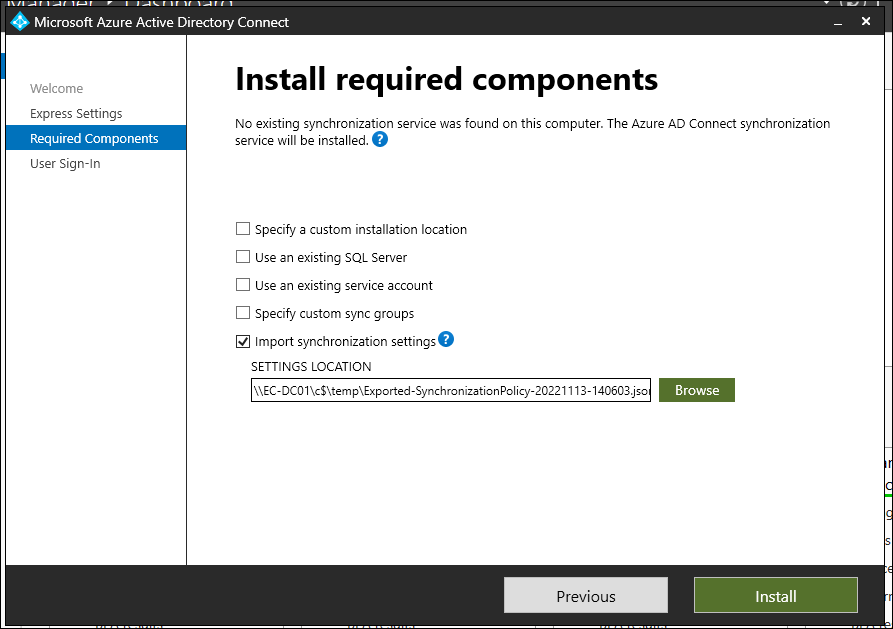 Microsoft Azure Active Directory Connect
Welcome
Express Settings
Required Components
User Sign-In
Install required components
No existing synchronization service was found on this computer. The Azure AD Connect synchronization
service will be installed. ?
Specify a custom installation location
Use an existing SQL Server
Use an existing service account
Specify custom sync groups
Import synchronization settings ?
SETTINGS LOCATION
\\EC-DC01\c$\temp\Exported-SynchronizationPolicy-20221113-140603.json
Browse
Previous
Install